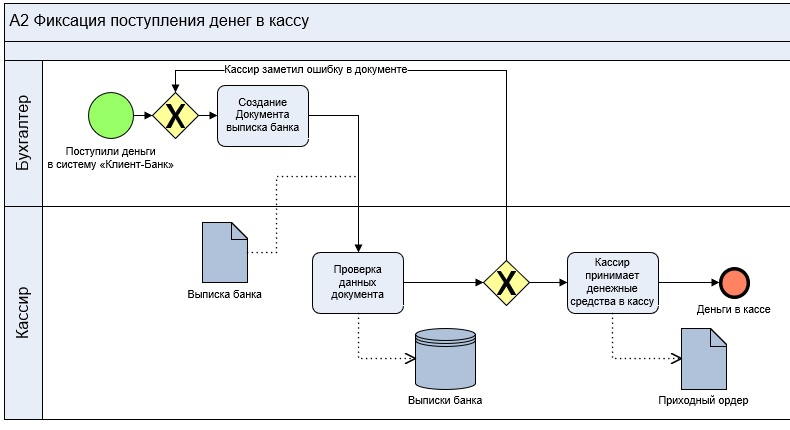 A2 Фиксация поступления денег в кассу
Бухгалтер
Кассир заметил ошибку в документе
X
Создание
Документа
выписка банка
Поступили деньги
в систему «Клиент-Банк»
Кассир
Выписка банка
Проверка
данных
документа
X
Кассир
принимает
денежные
средства в кассу
Деньги в кассе
Выписки банка
Приходный ордер